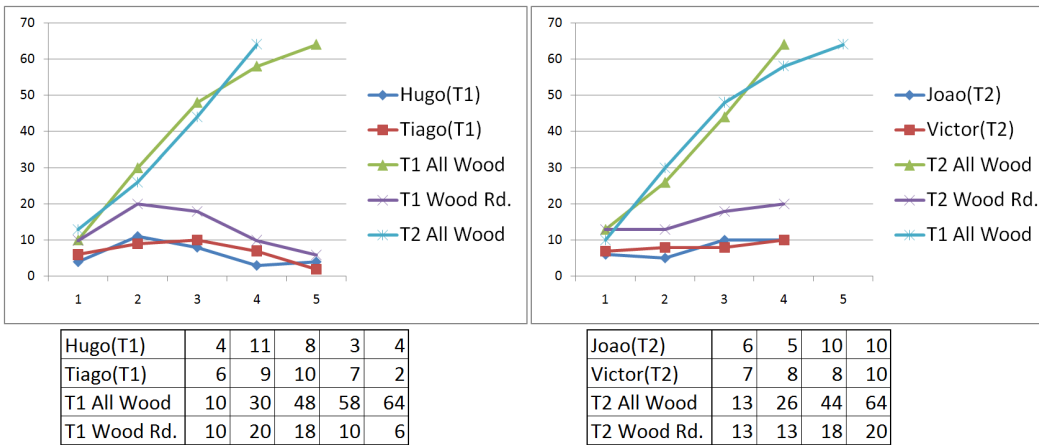 70
60
50
40
30
20
10
0
1 2 3 4 5
Hugo(T1)
Tiago(T1)
T1 All Wood
T1 Wood Rd.
T2 All Wood
70
60
50
40
30
20
10
0
1 2 3 4 5
Joao(T2)
Victor(T2)
T2 All Wood
T2 Wood Rd.
T1 All Wood
Hugo(T1) 4 11 8 3 4
Tiago(T1) 6 9 10 7 2
T1 All Wood 10 30 48 58 64
T1 Wood Rd. 10 20 18 10 6
Joao(T2) 6 5 10 10
Victor(T2) 7 8 8 10
T2 All Wood 13 26 44 64
T2 Wood Rd. 13 13 18 20